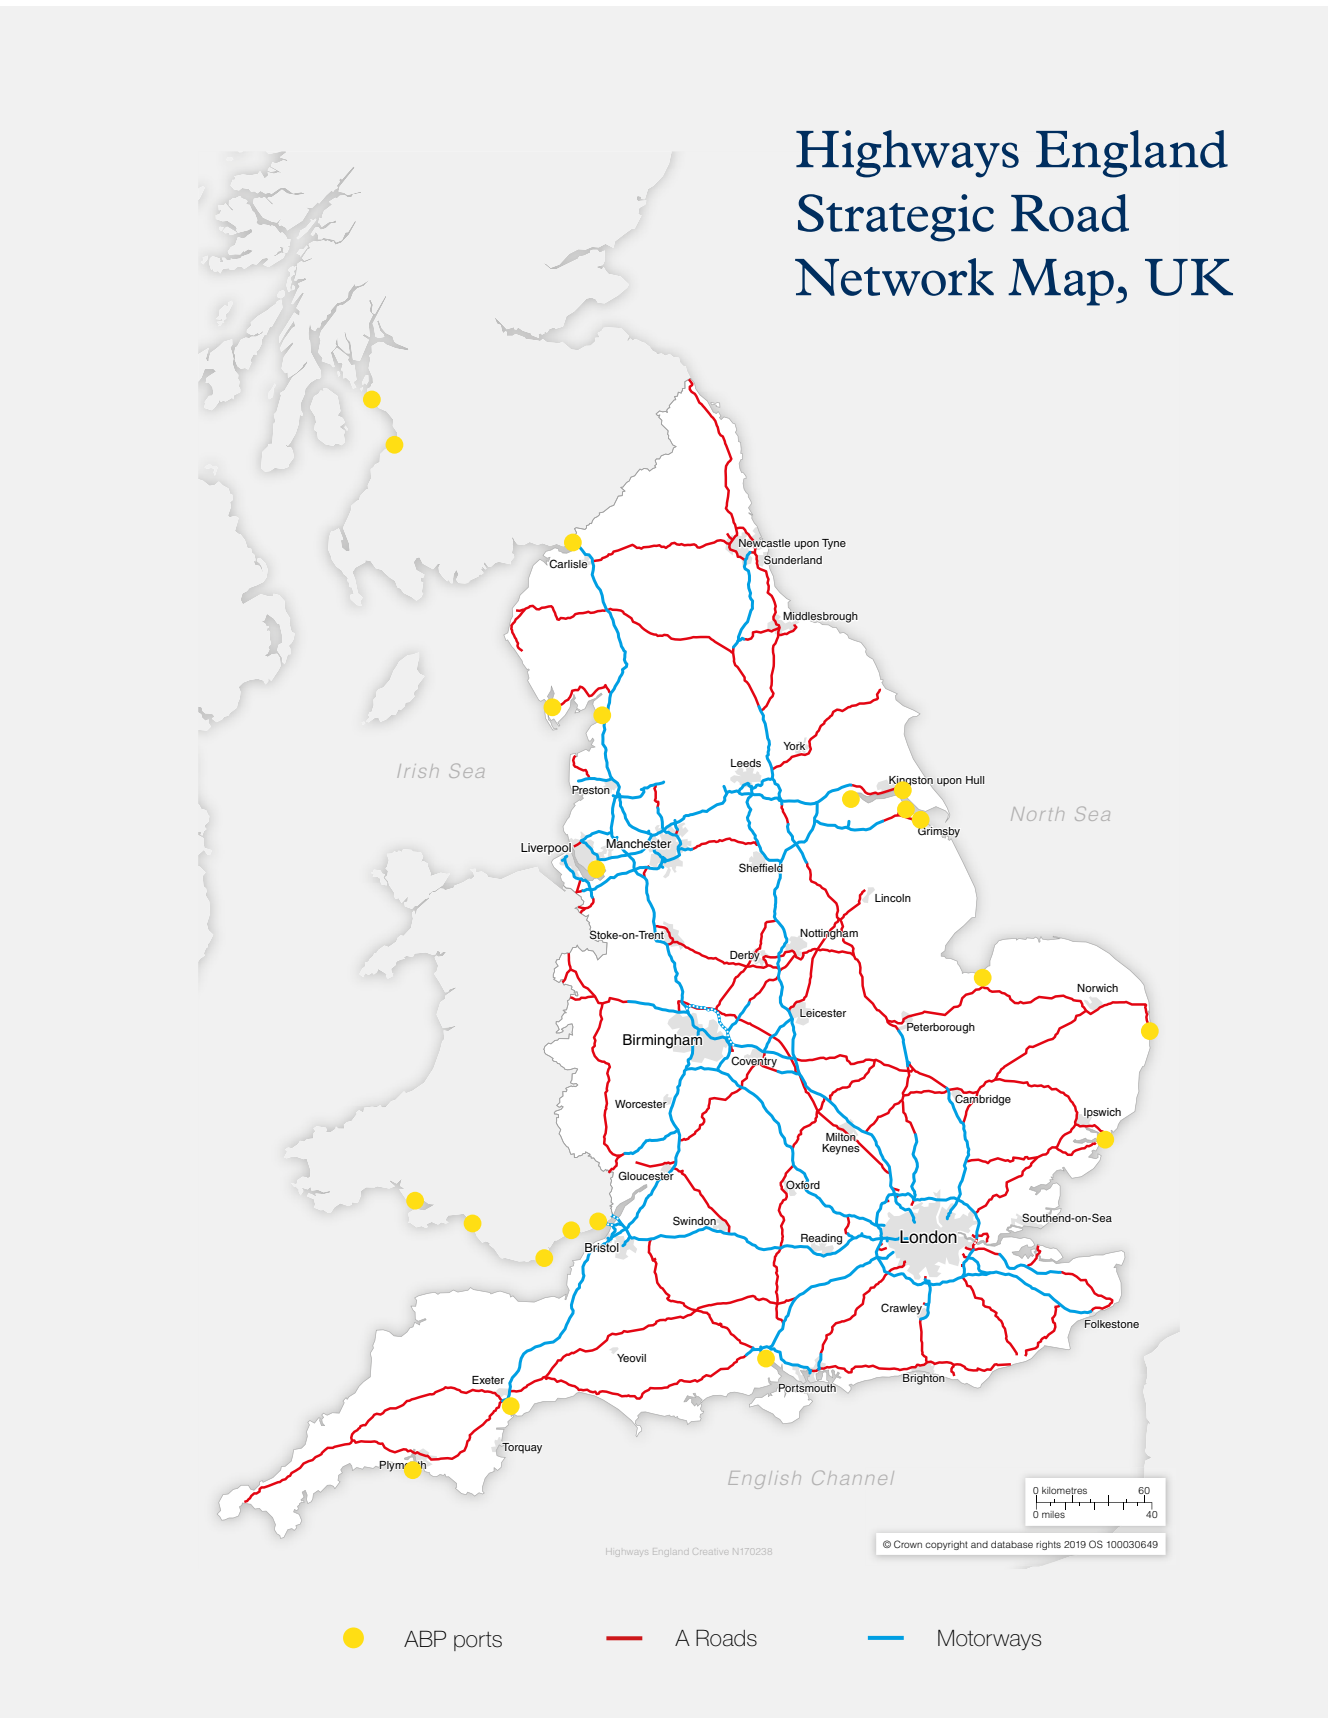 Highways England
Strategic Road
Network Map, UK
Newcastle upon Tyne
Sunderland
Carlisle
Middlesbrough
York
Irish Sea
Leeds
Preston
Kingston upon Hull
North Sea
Grimsby
Liverpool
Manchester
Sheffield
Lincoln
Stoke-on-Trent
Nottingham
Derby
Norwich
Leicester
Peterborough
Birmingham
Coventry
Worcester
Cambridge
Ipswich
Milton
Keynes
Gloucester
Oxford
Swindon
Southend-on-Sea
Reading
London
Bristol
Crawley
Folkestone
Yeovil
Exeter
Portsmouth
Brighton
Torquay
Plymouth
English Channel
0 kilometres 60
0 miles 40
© Crown copyright and database rights 2019 OS 100030649
Highways England Creative N170238
ABP ports
A Roads
Motorways